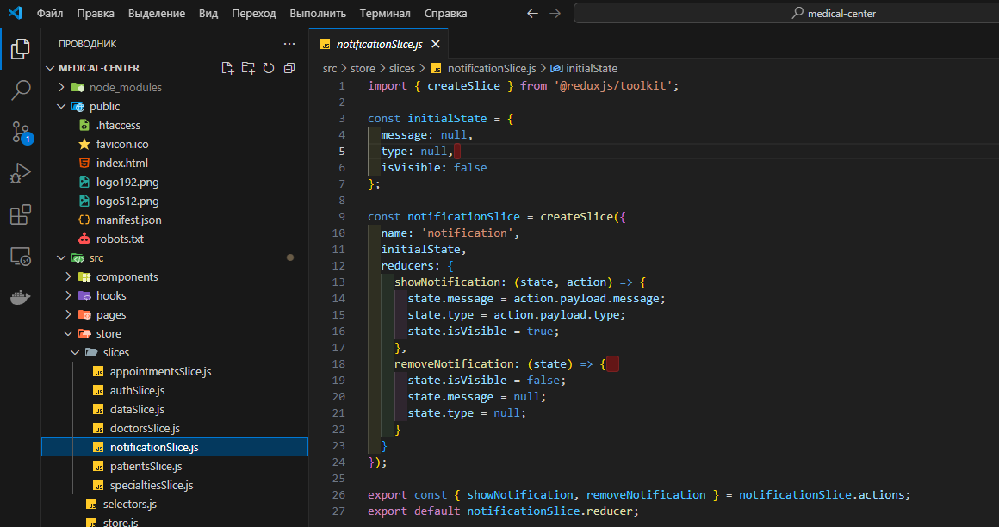 Файл Правка Выделение Вид Переход Выполнить Терминал Справка medical-center
ПРОВОДНИК
MEDICAL-CENTER
node_modules
public
.htaccess
favicon.ico
index.html
logo192.png
logo512.png
manifest.json
robots.txt
src
components
hooks
pages
store
slices
appointmentsSlice.js
authSlice.js
dataSlice.js
doctorsSlice.js
notificationSlice.js
patientsSlice.js
specialtiesSlice.js
selectors.js
store.js
1
notificationSlice.js
src > store > slices > notificationSlice.js > initialState
1 import { createSlice } from '@reduxjs/toolkit';
2
3 const initialState = {
4 message: null,
5 type: null,
6 isVisible: false
7 };
8
9 const notificationSlice = createSlice({
10 name: 'notification',
11 initialState,
12 reducers: {
13 showNotification: (state, action) => {
14 state.message = action.payload.message;
15 state.type = action.payload.type;
16 state.isVisible = true;
17 },
18 removeNotification: (state) => {
19 state.isVisible = false;
20 state.message = null;
21 state.type = null;
22 }
23 }
24 });
25
26 export const { showNotification, removeNotification } = notificationSlice.actions;
27 export default notificationSlice.reducer;